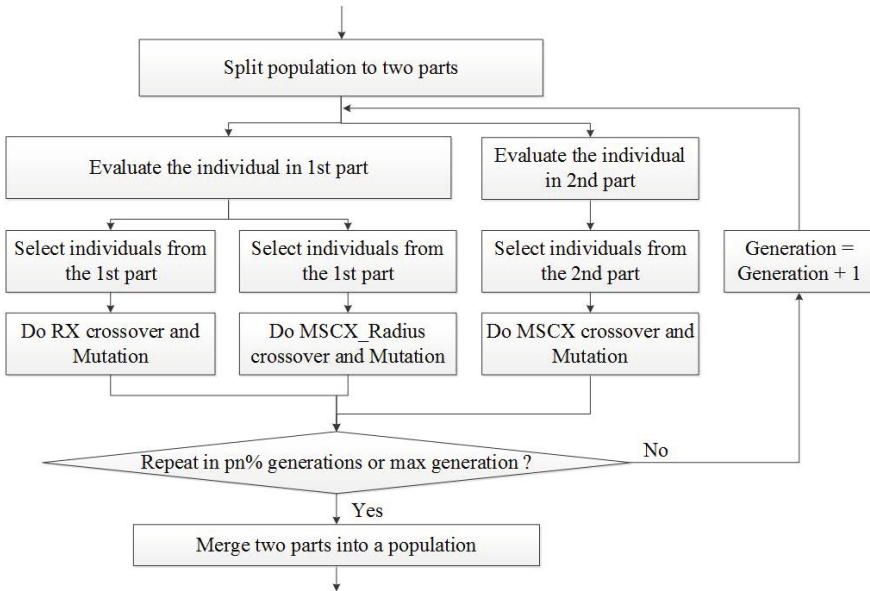 Split population to two parts
Evaluate the individual in 1st part
Evaluate the individual
in 2nd part
Select individuals from
the 1st part
Select individuals from
the 1st part
Select individuals from
the 2nd part
Generation =
Generation + 1
Do RX crossover and
Mutation
Do MSCX_Radius
crossover and Mutation
Do MSCX crossover and
Mutation
Repeat in pn% generations or max generation ?
No
Yes
Merge two parts into a population